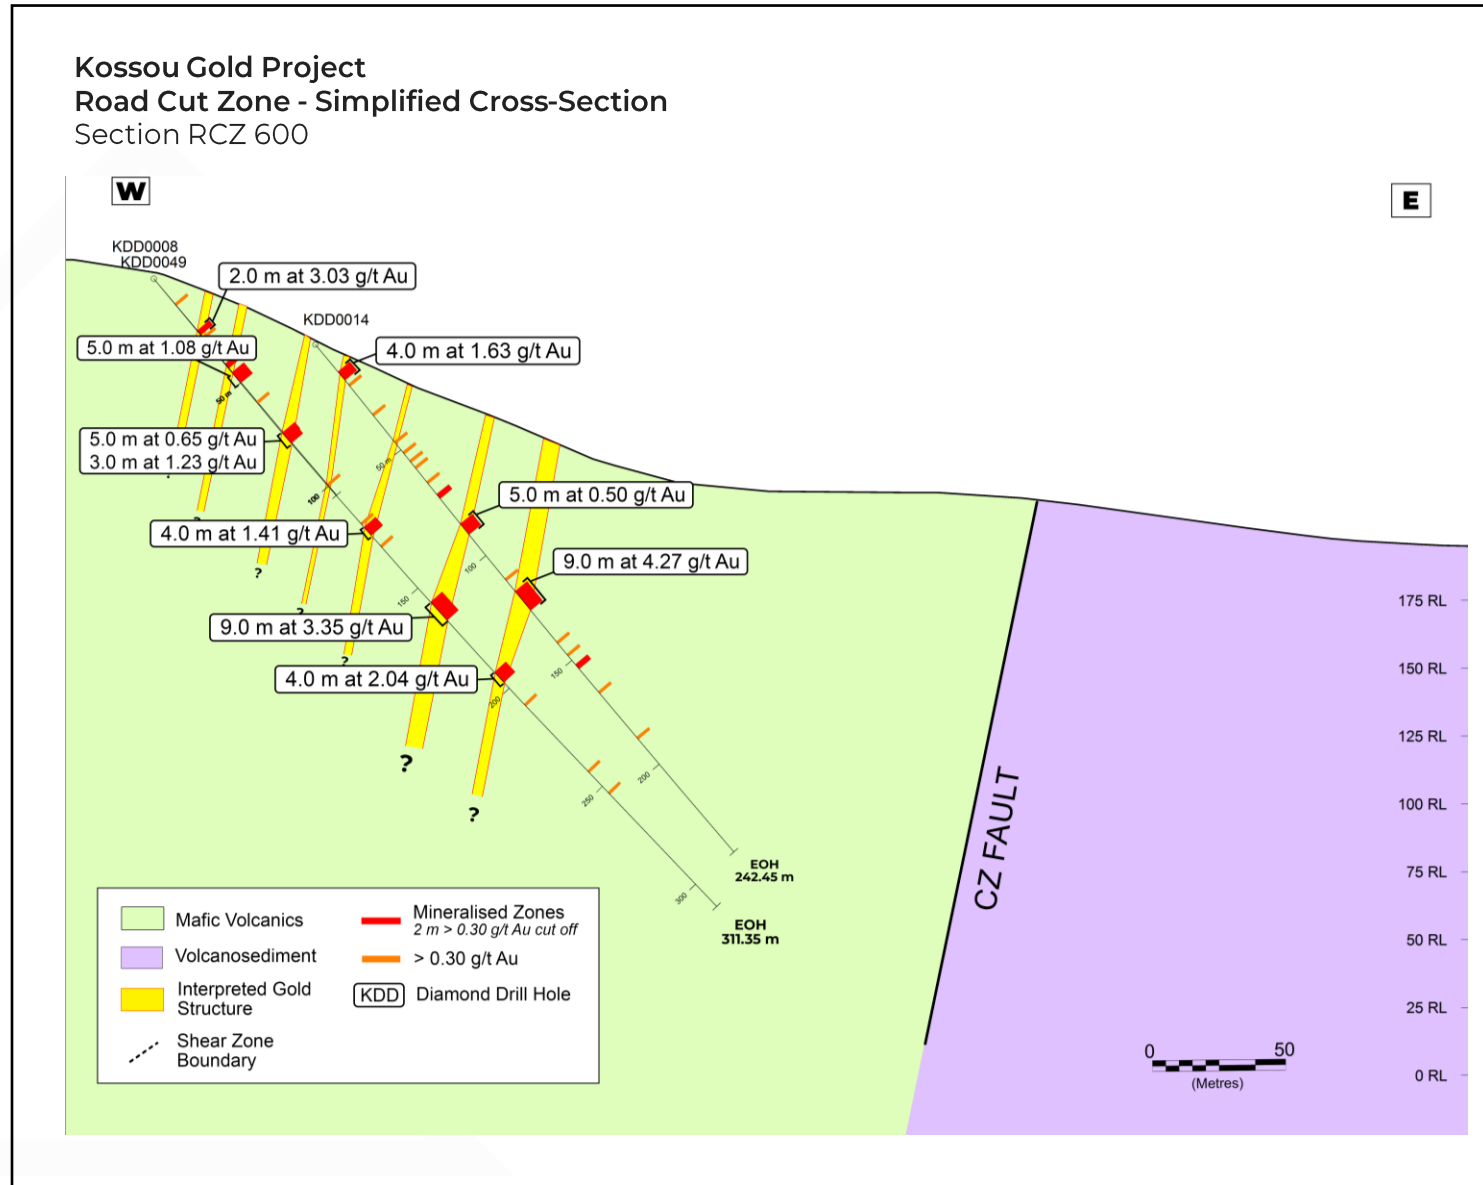 Kossou Gold Project
Road Cut Zone - Simplified Cross-Section
Section RCZ 600
W
E
KDD0008
KDD0049
2.0 m at 3.03 g/t Au
KDD0014
5.0 m at 1.08 g/t Au
4.0 m at 1.63 g/t Au
50 m
5.0 m at 0.65 g/t Au
3.0 m at 1.23 g/t Au
50 m
100
5.0 m at 0.50 g/t Au
?
4.0 m at 1.41 g/t Au
100
9.0 m at 4.27 g/t Au
?
150
?
9.0 m at 3.35 g/t Au
?
150
4.0 m at 2.04 g/t Au
200
?
200
250
?
EOH
242.45 m
300
EOH
311.35 m
CZ FAULT
175 RL
150 RL
125 RL
100 RL
75 RL
50 RL
25 RL
0 RL
Mafic Volcanics
Volcanosediment
Interpreted Gold
Structure
Shear Zone
Boundary
Mineralised Zones
2 m > 0.30 g/t Au cut off
> 0.30 g/t Au
KDD
Diamond Drill Hole
0 50
(Metres)